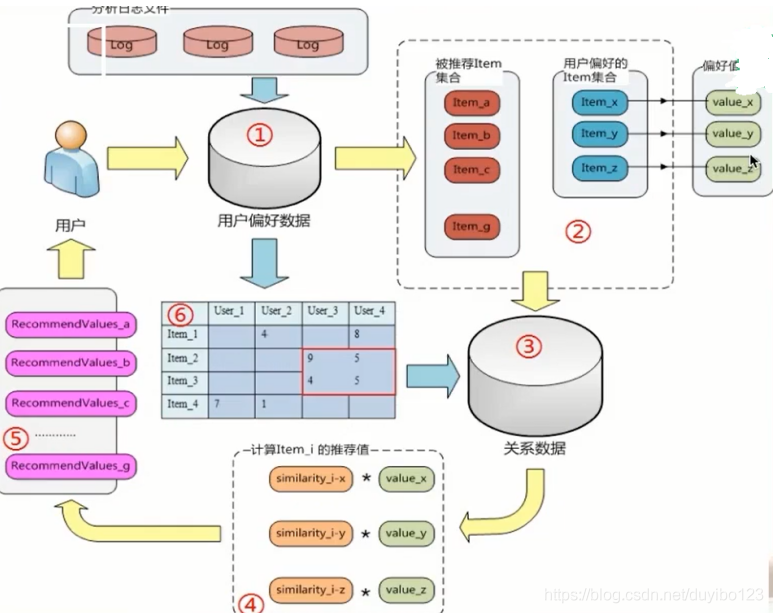 分析日志文件
Log
Log
Log
①
用户
用户偏好数据
被推荐Item
集合
Item_a
Item_b
Item_c
Item_g
用户偏好的
Item集合
Item_x
Item_y
Item_z
偏好值
value_x
value_y
value_z
②
⑥ User_1 User_2 User_3 User_4
Item_1 4 8
Item_2 9 5
Item_3 4 5
Item_4 7 1
③
关系数据
计算Item_i 的推荐值
similarity_i-x * value_x
similarity_i-y * value_y
similarity_i-z * value_z
④
RecommendValues_a
RecommendValues_b
RecommendValues_c
⑤ …………
RecommendValues_g
https://blog.csdn.net/duyibo123